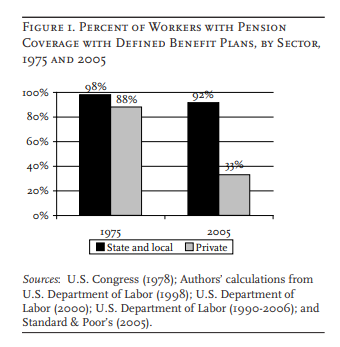 FIGURE 1. PERCENT OF WORKERS WITH PENSION
COVERAGE WITH DEFINED BENEFIT PLANS, BY SECTOR,
1975 AND 2005
98%
88%
92%
33%
100%
80%
60%
40%
20%
0%
1975 2005
State and local Private
Sources: U.S. Congress (1978); Authors' calculations from
U.S. Department of Labor (1998); U.S. Department of
Labor (2000); U.S. Department of Labor (1990-2006); and
Standard & Poor's (2005).